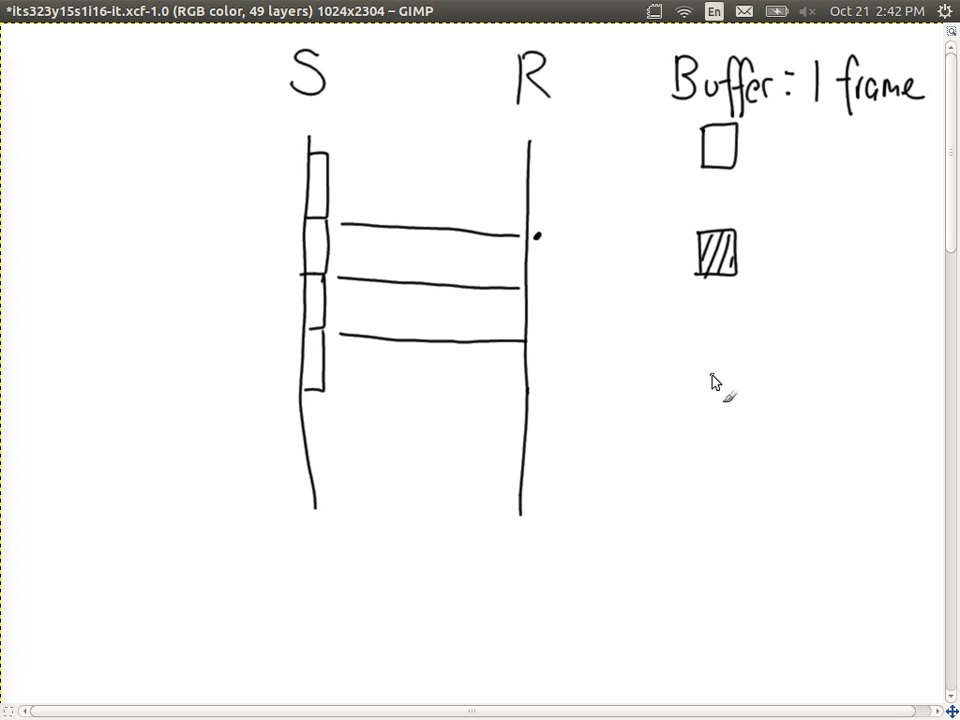 *its323y15s1i16-it.xcf-1.0 (RGB color, 49 layers) 1024x2304 – GIMP
En
Oct 21 2:42 PM
S R Buffer: 1 frame